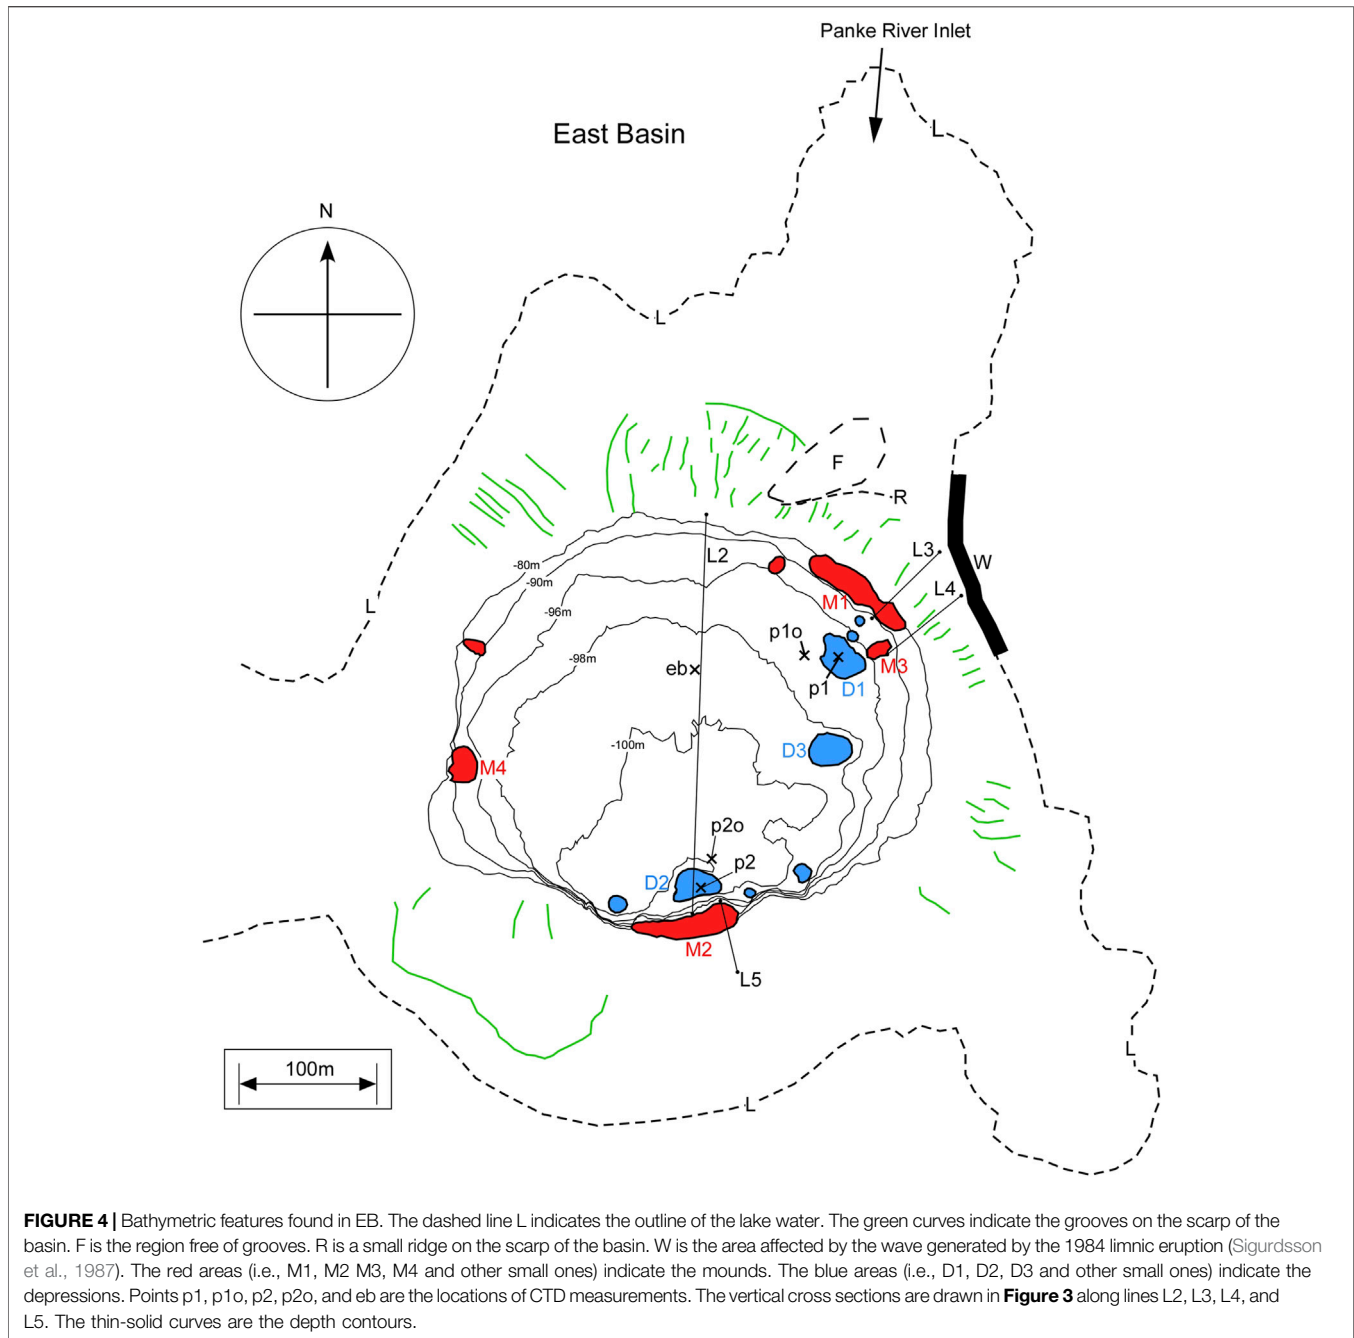 Panke River Inlet
East Basin
L
N
L
F
R
L3
W
L2
-80m
-90m
L4
M1
L
-96m
p1o
-98m
eb
M3
p1
D1
-100m
D3
M4
p2o
p2
D2
M2
L5
L
100m
L
FIGURE 4 | Bathymetric features found in EB. The dashed line L indicates the outline of the lake water. The green curves indicate the grooves on the scarp of the
basin. F is the region free of grooves. R is a small ridge on the scarp of the basin. W is the area affected by the wave generated by the 1984 limnic eruption (Sigurdsson
et al., 1987). The red areas (i.e., M1, M2 M3, M4 and other small ones) indicate the mounds. The blue areas (i.e., D1, D2, D3 and other small ones) indicate the
depressions. Points p1, p1o, p2, p2o, and eb are the locations of CTD measurements. The vertical cross sections are drawn in Figure 3 along lines L2, L3, L4, and
L5. The thin-solid curves are the depth contours.